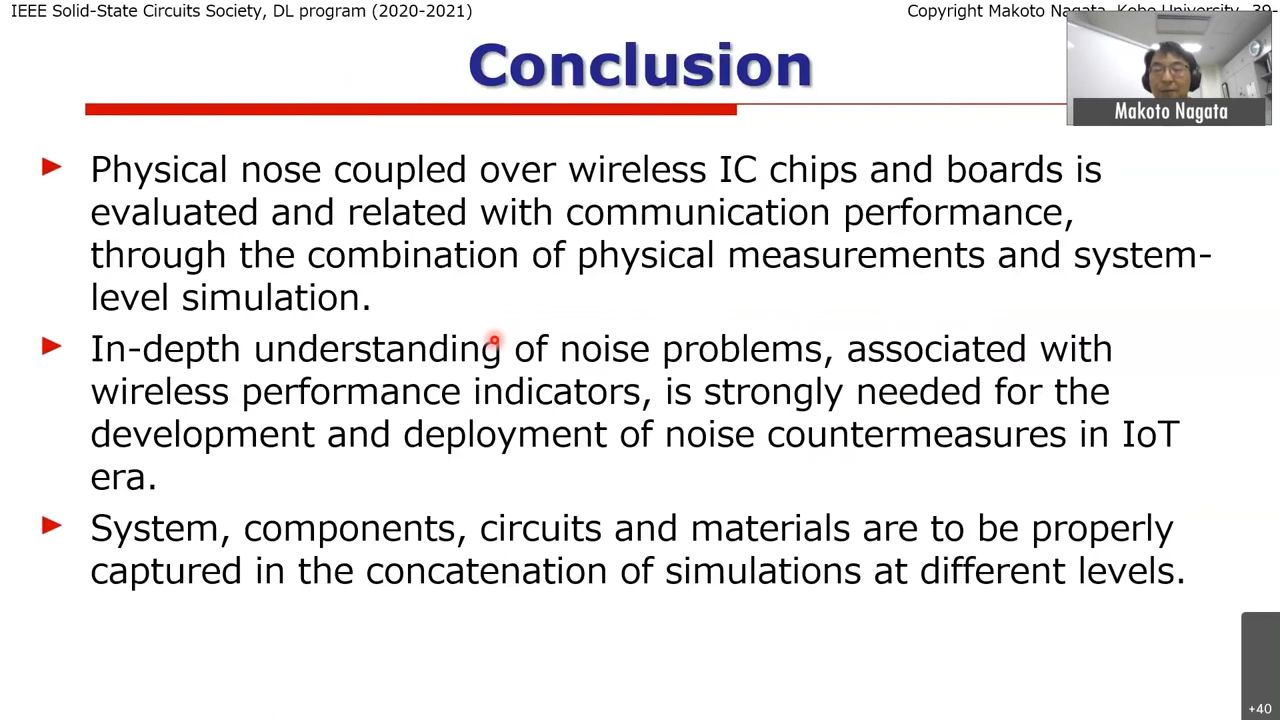 IEEE Solid-State Circuits Society, DL program (2020-2021)
Copyright Makoto Nagata, Kobe University, 39-
Conclusion
Makoto Nagata
Physical nose coupled over wireless IC chips and boards is
evaluated and related with communication performance,
through the combination of physical measurements and system-
level simulation.
In-depth understanding of noise problems, associated with
wireless performance indicators, is strongly needed for the
development and deployment of noise countermeasures in IoT
era.
System, components, circuits and materials are to be properly
captured in the concatenation of simulations at different levels.
+40